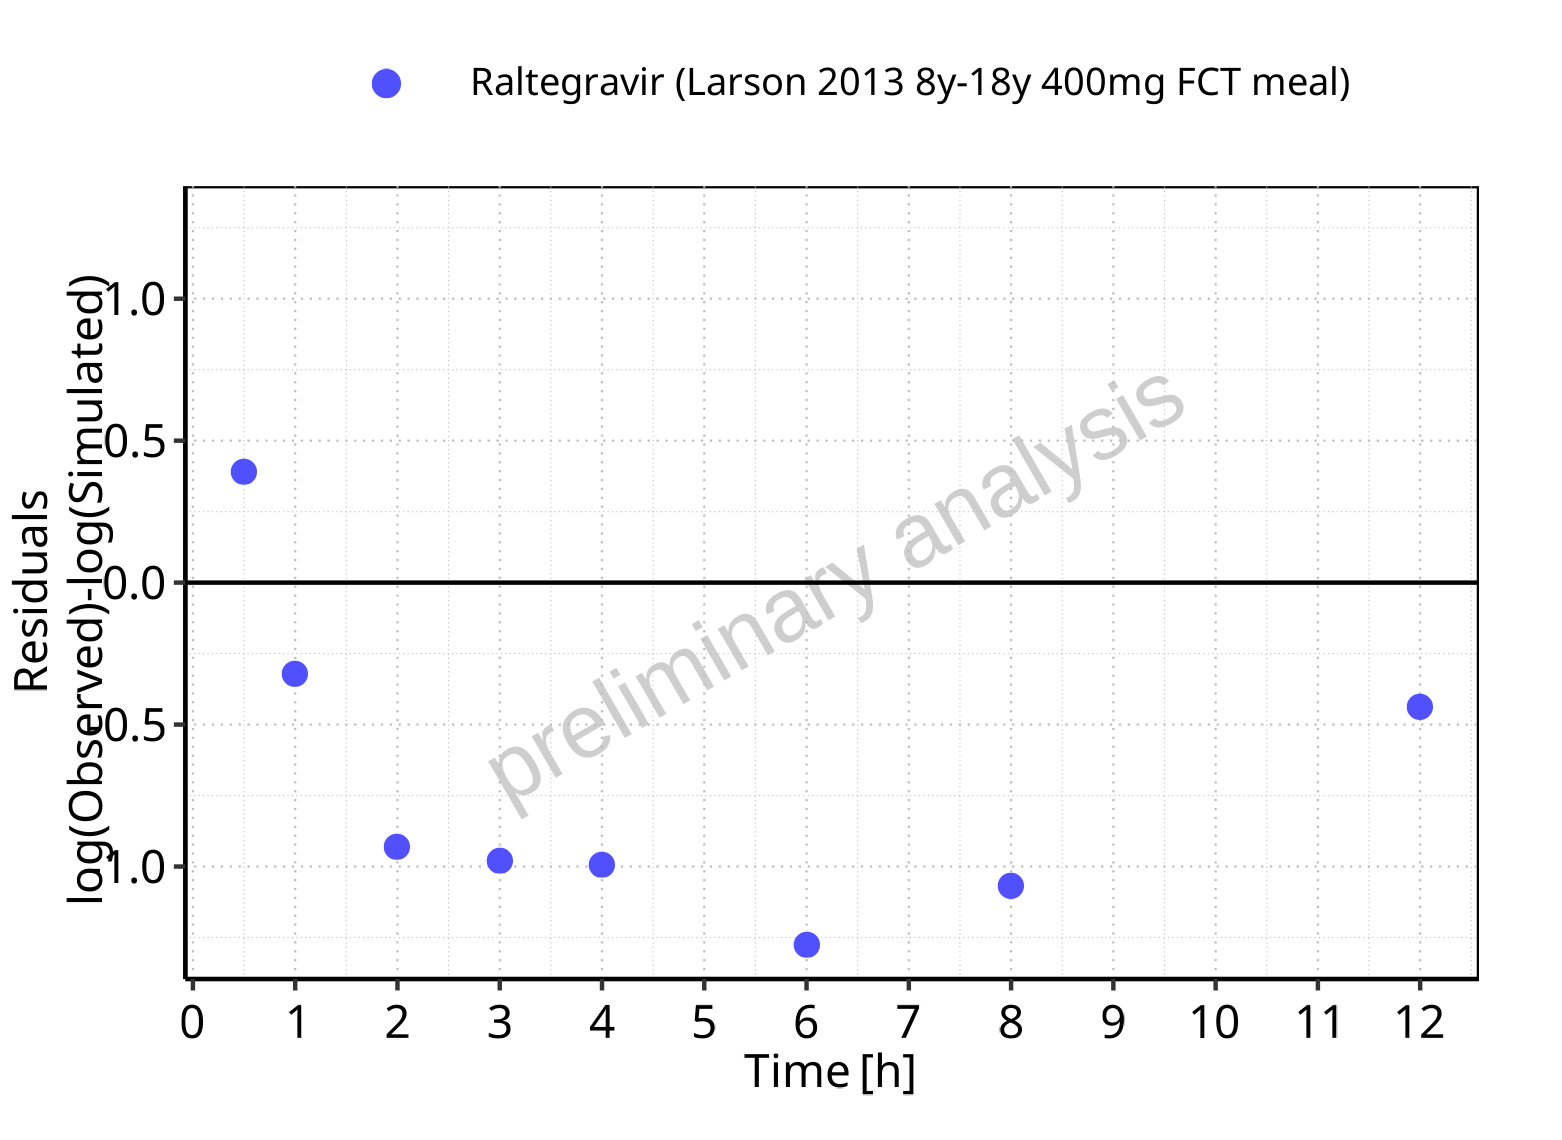 Raltegravir (Larson 2013 8y-18y 400mg FCT meal)
Residuals
log(Observed)-log(Simulated)
1.0
0.5
0.0
0.5
1.0
preliminary analysis
0 1 2 3 4 5 6 7 8 9 10 11 12
Time [h]